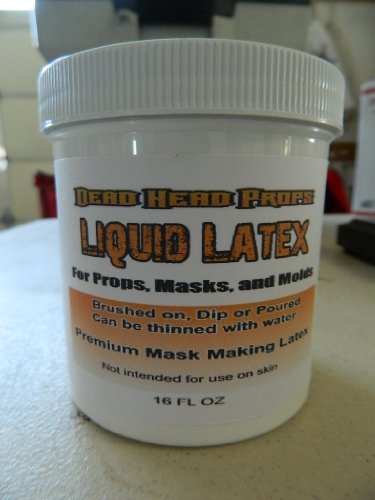 Dead Head Props
Liquid Latex
For Props, Masks, and Molds
Brushed on, Dip or Poured
Can be thinned with water
Premium Mask Making Latex
Not intended for use on skin
16 FL OZ